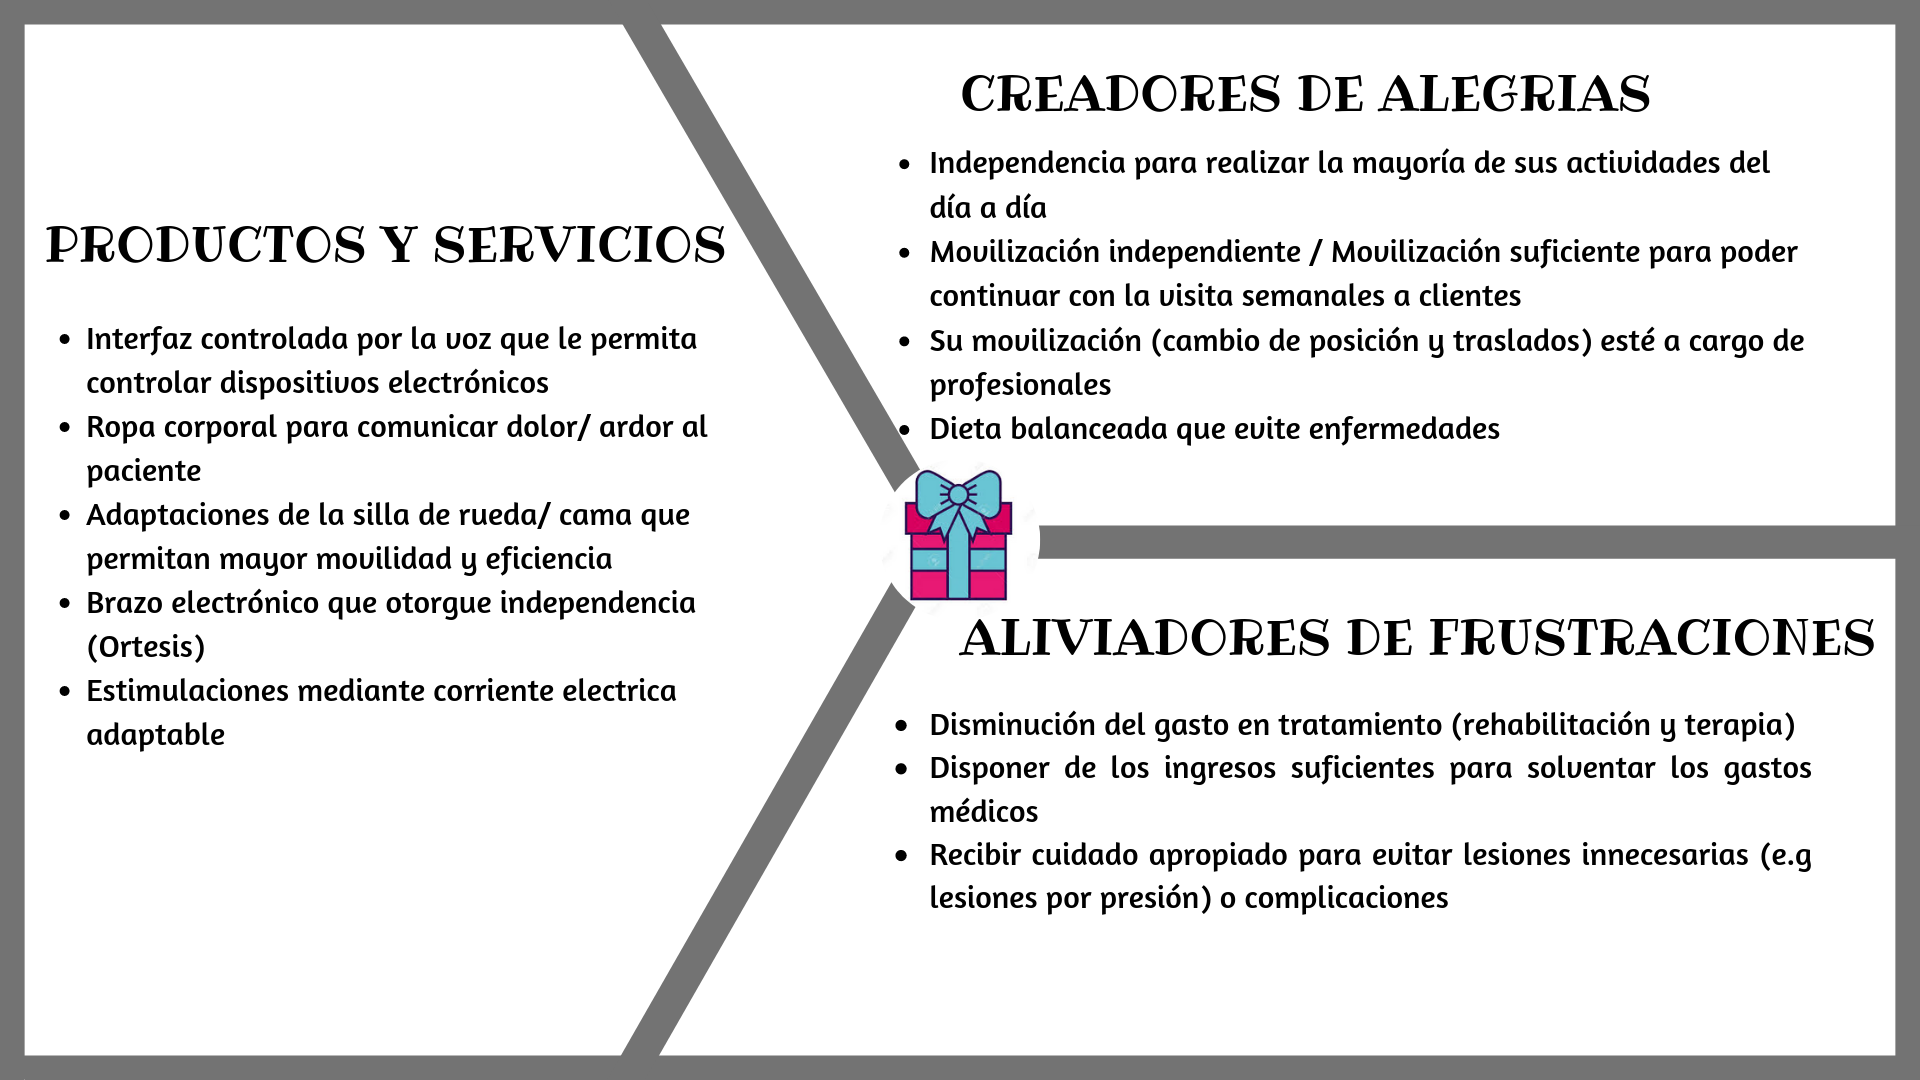 PRODUCTOS Y SERVICIOS
• Interfaz controlada por la voz que le permita
controlar dispositivos electrónicos
• Ropa corporal para comunicar dolor/ ardor al
paciente
• Adaptaciones de la silla de rueda/ cama que
permitan mayor movilidad y eficiencia
• Brazo electrónico que otorgue independencia
(Ortesis)
• Estimulaciones mediante corriente electrica
adaptable
CREADORES DE ALEGRIAS
• Independencia para realizar la mayoría de sus actividades del
día a día
• Movilización independiente / Movilización suficiente para poder
continuar con la visita semanales a clientes
• Su movilización (cambio de posición y traslados) esté a cargo de
profesionales
• Dieta balanceada que evite enfermedades
ALIVIADORES DE FRUSTRACIONES
• Disminución del gasto en tratamiento (rehabilitación y terapia)
• Disponer de los ingresos suficientes para solventar los gastos
médicos
• Recibir cuidado apropiado para evitar lesiones innecesarias (e.g
lesiones por presión) o complicaciones